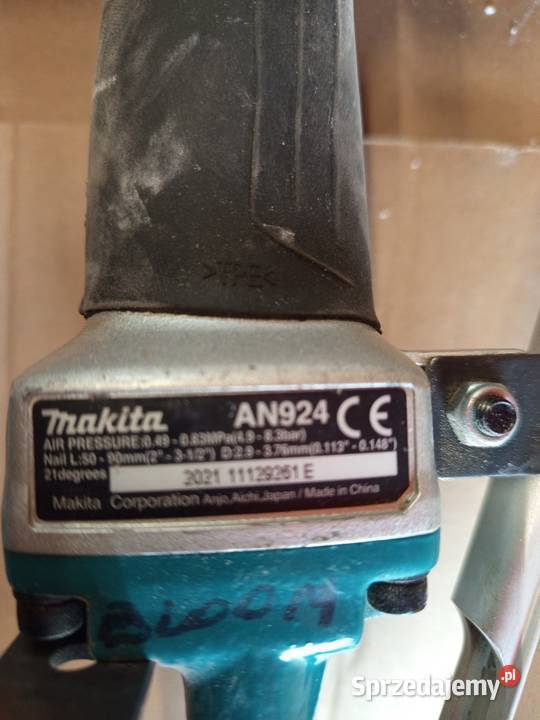 >TPE<
makita AN924 CE
AIR PRESSURE:0.49 - 0.83MPa(4.9 - 8.3bar)
Nail L:50 - 90mm(2" - 3-1/2") D:2.9 - 3.76mm(0.113" - 0.148")
21degrees 2021 11129261 E
Makita Corporation Anjo,Aichi,Japan / Made in China
BLOOM
Sprzedajemy.pl